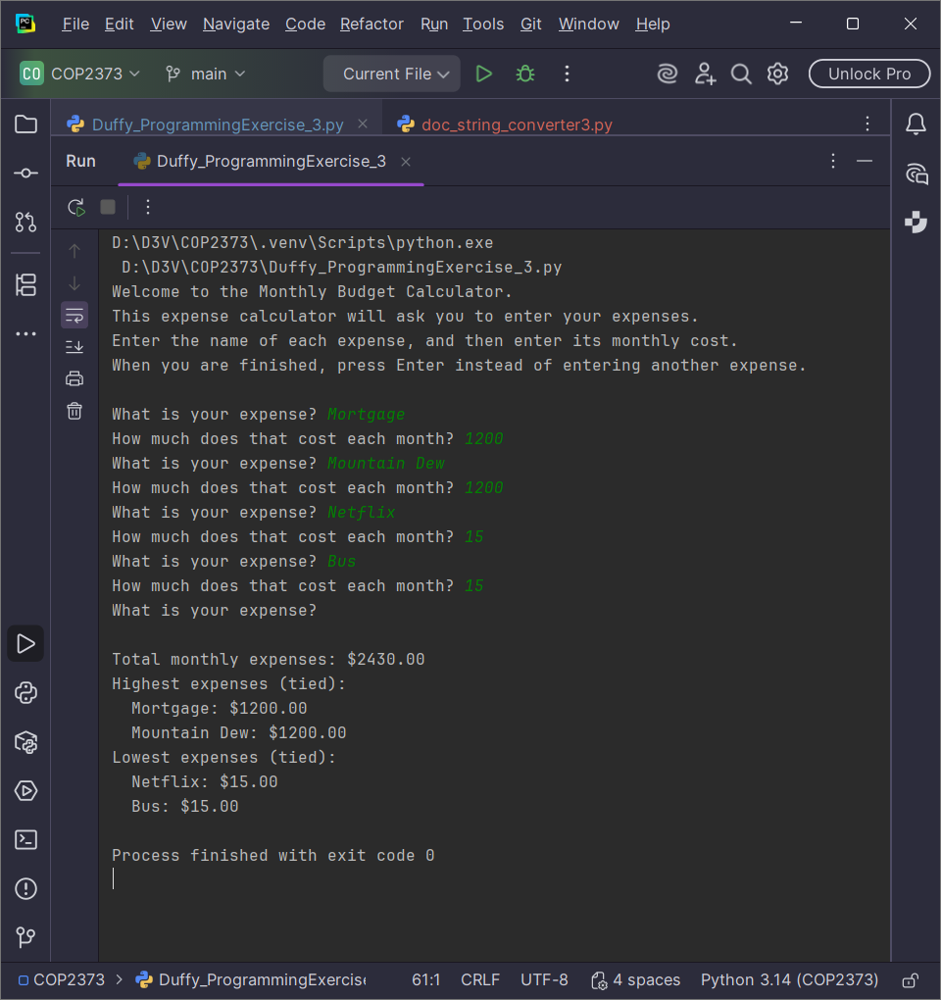 PC File Edit View Navigate Code Refactor Run Tools Git Window Help
CO COP2373 main Current File Unlock Pro
Duffy_ProgrammingExercise_3.py doc_string_converter3.py
Run Duffy_ProgrammingExercise_3
D:\D3V\COP2373\.venv\Scripts\python.exe
D:\D3V\COP2373\Duffy_ProgrammingExercise_3.py
Welcome to the Monthly Budget Calculator.
This expense calculator will ask you to enter your expenses.
Enter the name of each expense, and then enter its monthly cost.
When you are finished, press Enter instead of entering another expense.
What is your expense? Mortgage
How much does that cost each month? 1200
What is your expense? Mountain Dew
How much does that cost each month? 1200
What is your expense? Netflix
How much does that cost each month? 15
What is your expense? Bus
How much does that cost each month? 15
What is your expense?
Total monthly expenses: $2430.00
Highest expenses (tied):
Mortgage: $1200.00
Mountain Dew: $1200.00
Lowest expenses (tied):
Netflix: $15.00
Bus: $15.00
Process finished with exit code 0
COP2373 > Duffy_ProgrammingExercise 61:1 CRLF UTF-8 4 spaces Python 3.14 (COP2373)